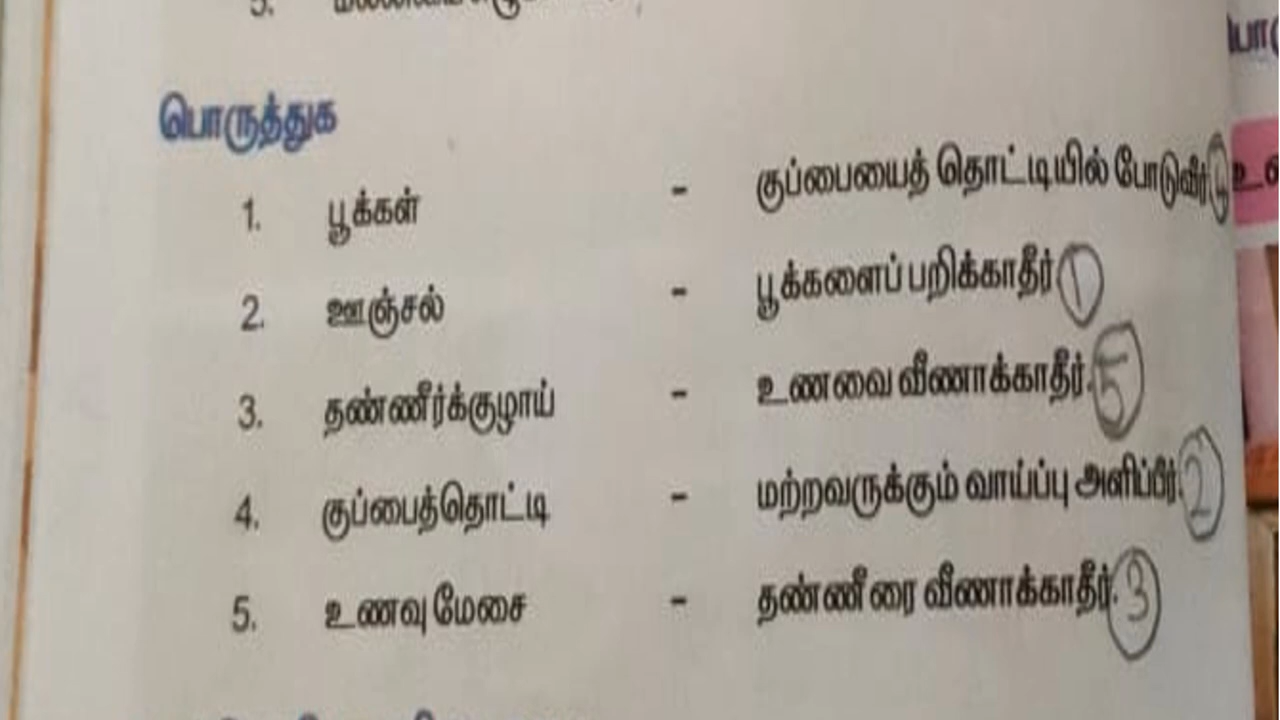 5.
பொருத்துக
1. பூக்கள் - குப்பையைத் தொட்டியில் போடுவீர் 4
2. ஊஞ்சல் - பூக்களைப் பறிக்காதீர் 1
3. தண்ணீர்க்குழாய் - உணவை வீணாக்காதீர். 5
4. குப்பைத்தொட்டி - மற்றவருக்கும் வாய்ப்பு அளிப்பீர். 2
5. உணவு மேசை - தண்ணீரை வீணாக்காதீர். 3